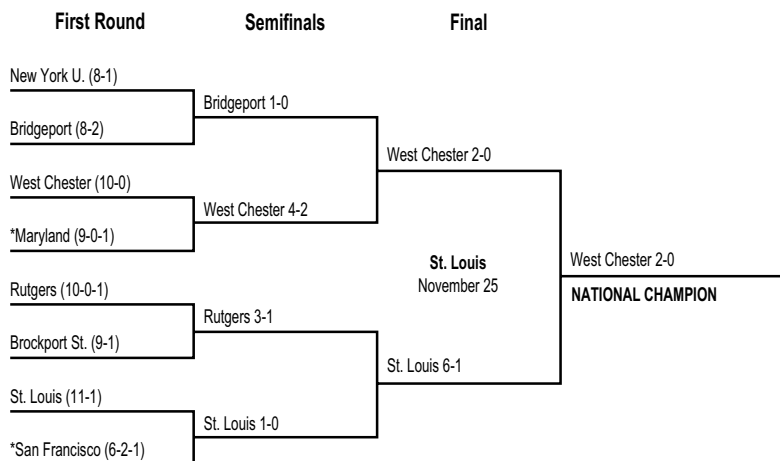 First Round Semifinals Final
New York U. (8-1)
Bridgeport 1-0
Bridgeport (8-2)
West Chester 2-0
West Chester (10-0)
West Chester 4-2
*Maryland (9-0-1)
St. Louis
November 25
West Chester 2-0
NATIONAL CHAMPION
Rutgers (10-0-1)
Rutgers 3-1
Brockport St. (9-1)
St. Louis 6-1
St. Louis (11-1)
St. Louis 1-0
*San Francisco (6-2-1)